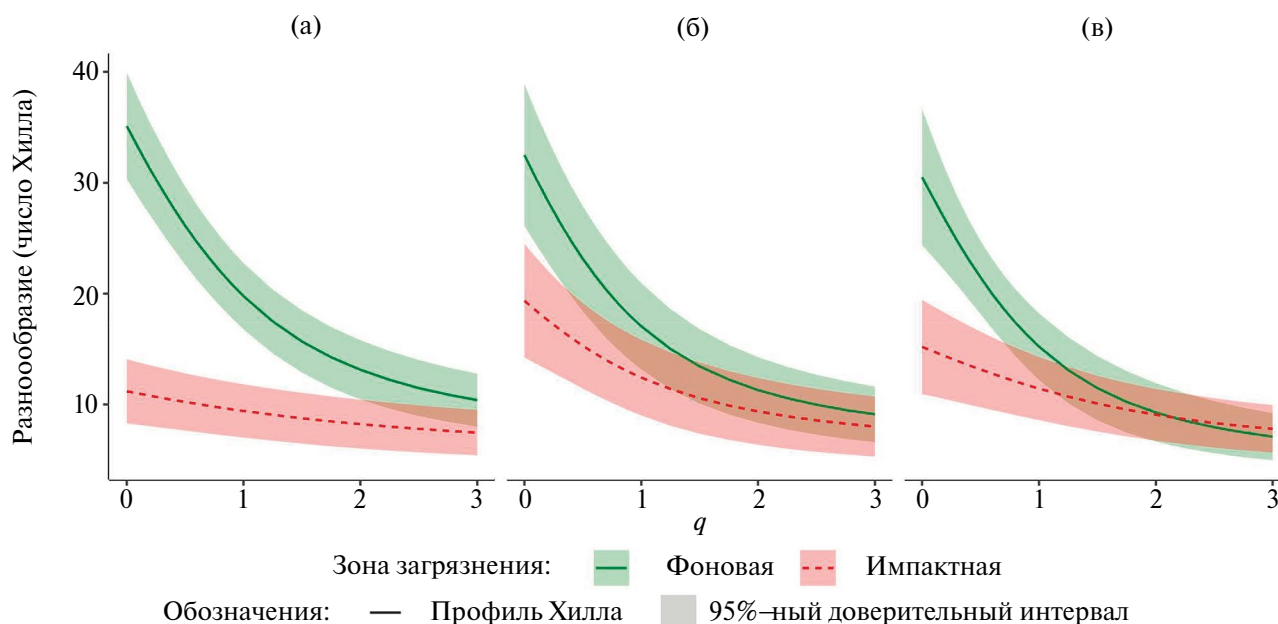 (а) (б) (в)
Разноообразие (число Хилла)
40
30
20
10
0 1 2 3 0 1 2 3 0 1 2 3
q
Зона загрязнения: Фоновая Импактная
Обозначения: Профиль Хилла 95%–ный доверительный интервал